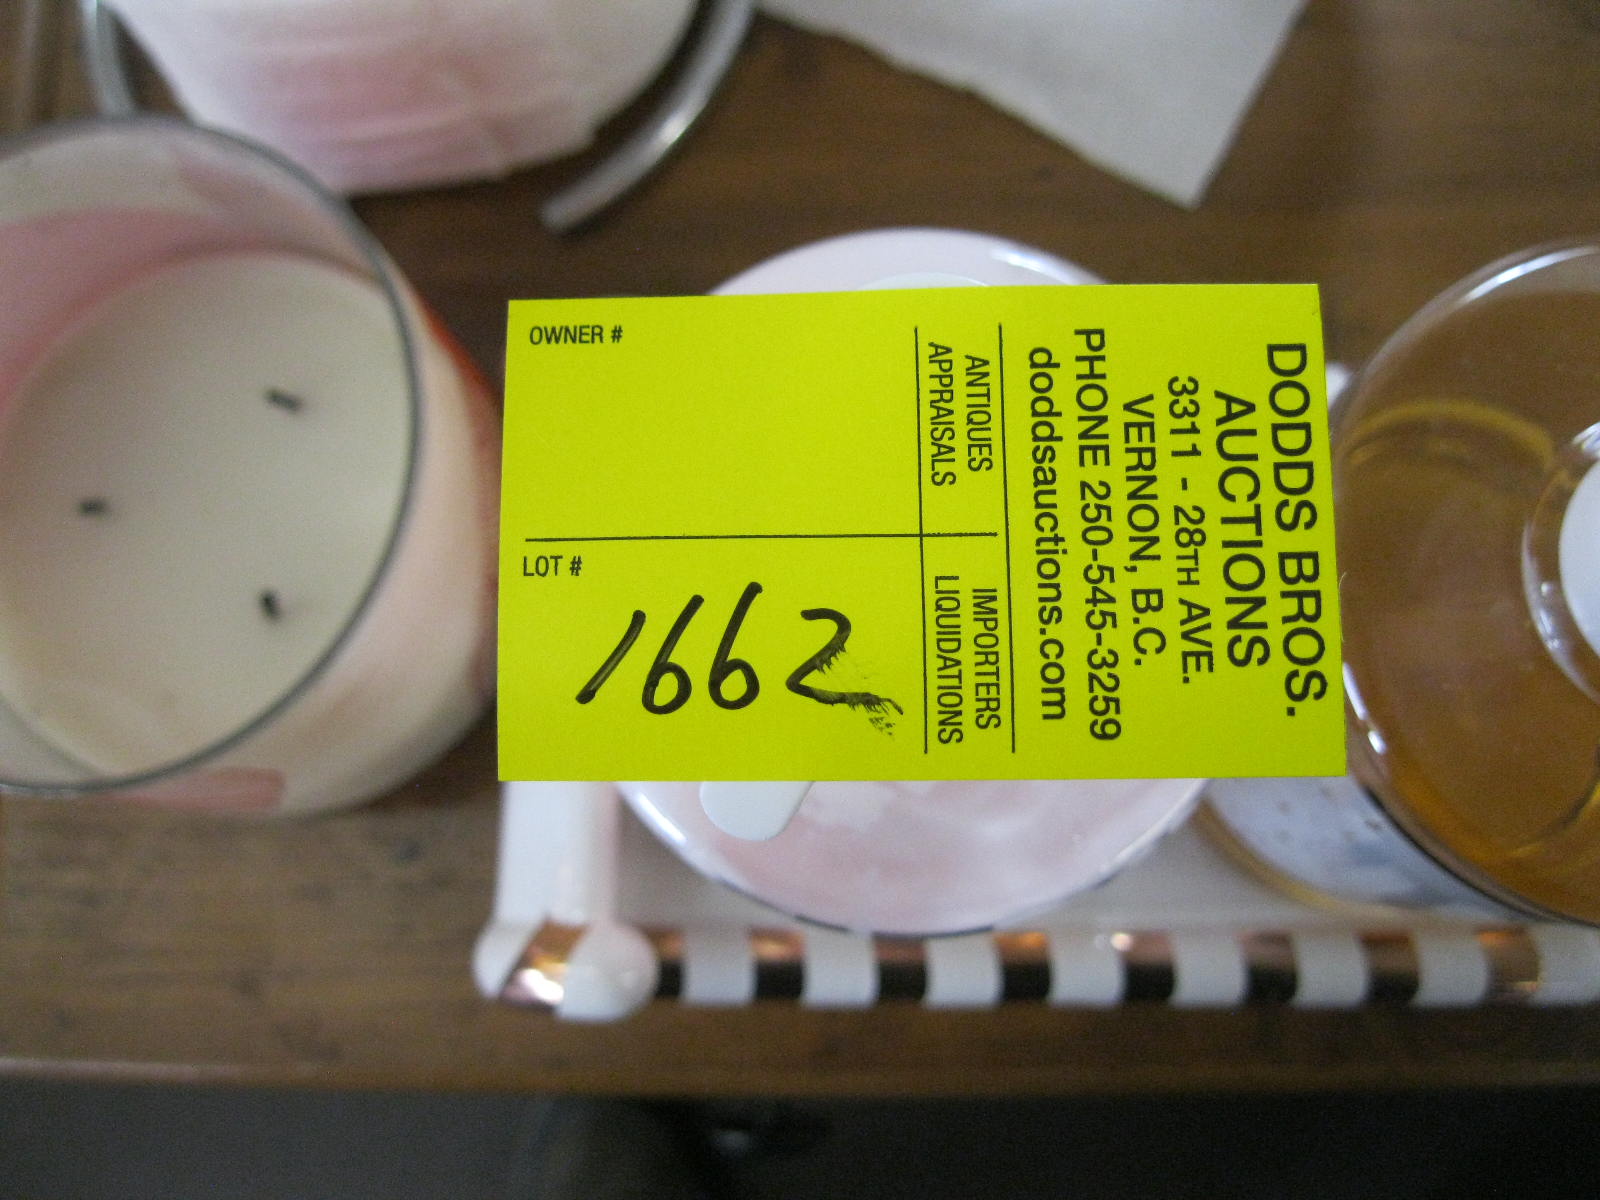 DODDS BROS.
AUCTIONS
3311 - 28TH AVE.
VERNON, B.C.
PHONE 250-545-3259
doddsauctions.com
ANTIQUES
APPRAISALS
IMPORTERS
LIQUIDATIONS
OWNER #
LOT #
1662